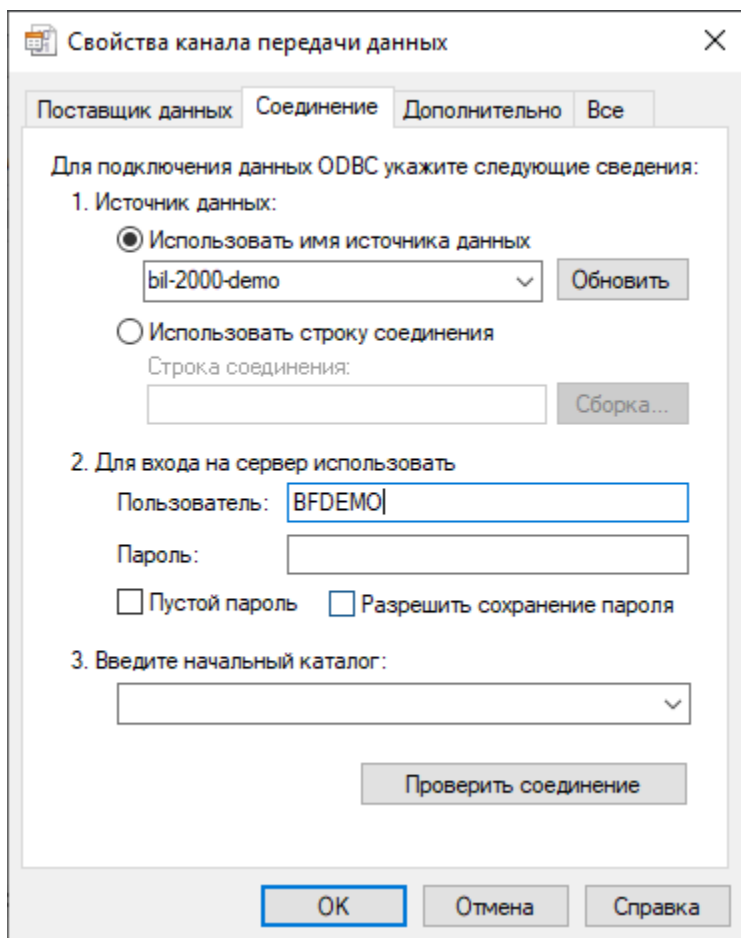 Свойства канала передачи данных
Поставщик данных Соединение Дополнительно Все
Для подключения данных ODBC укажите следующие сведения:
1. Источник данных:
Использовать имя источника данных
bil-2000-demo Обновить
Использовать строку соединения
Строка соединения:
Сборка...
2. Для входа на сервер использовать
Пользователь: BFDEMO
Пароль:
Пустой пароль Разрешить сохранение пароля
3. Введите начальный каталог:
Проверить соединение
OK Отмена Справка